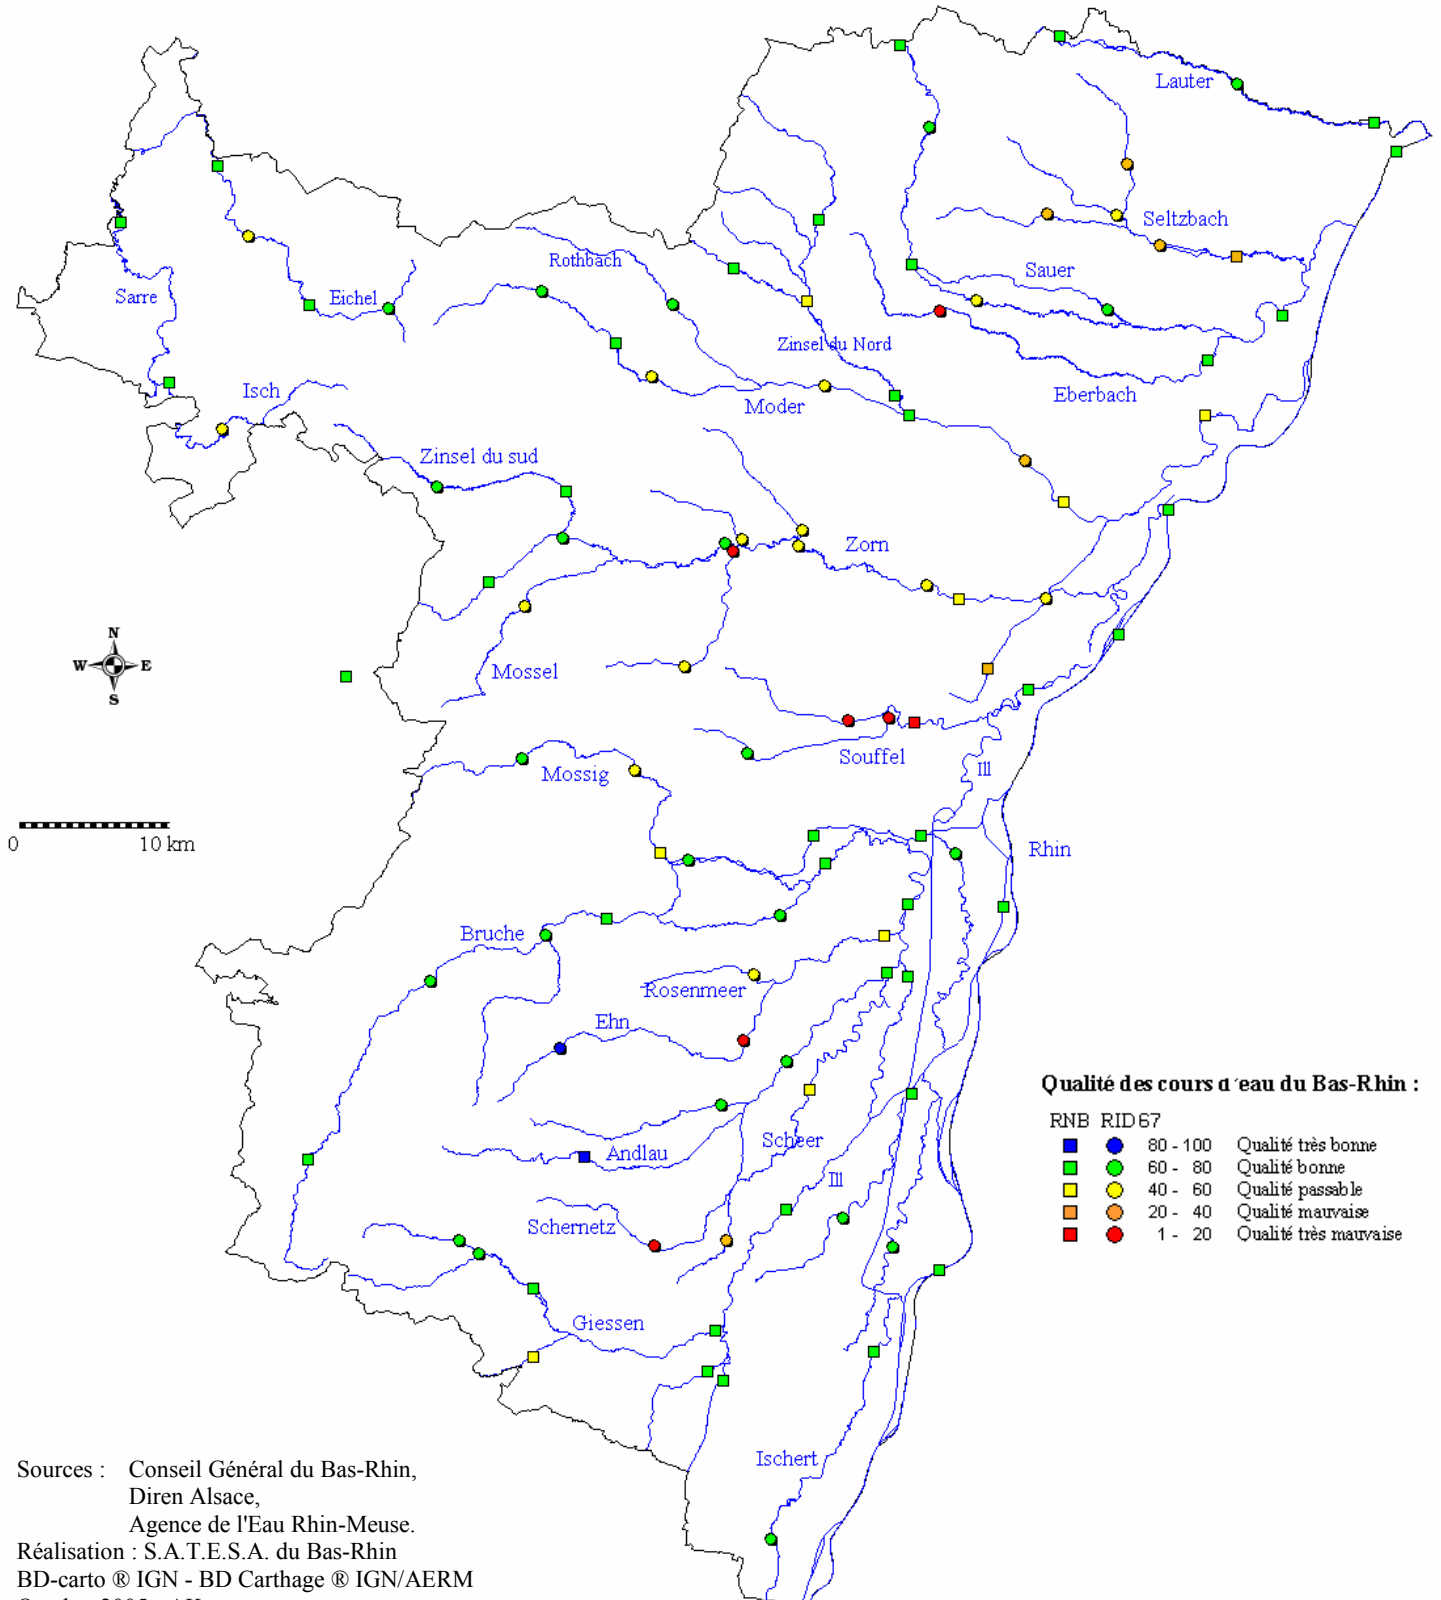 Lauter
Seltzbach
Rothbach
Sauer
Sarre
Eichel
Zinsel du Nord
Isch
Eberbach
Moder
Zinsel du sud
Zorn
N
W
E
S
Mossel
Souffel
Ill
Mossig
0
10 km
Rhin
Bruche
Rosenmeer
Ehn
Qualité des cours d'eau du Bas-Rhin :
RNB RID67
80 - 100 Qualité très bonne
60 - 80 Qualité bonne
40 - 60 Qualité passable
20 - 40 Qualité mauvaise
1 - 20 Qualité très mauvaise
Scheer
Andlau
Ill
Schernetz
Giessen
Ischert
Sources : Conseil Général du Bas-Rhin,
Diren Alsace,
Agence de l'Eau Rhin-Meuse.
Réalisation : S.A.T.E.S.A. du Bas-Rhin
BD-carto ® IGN - BD Carthage ® IGN/AERM